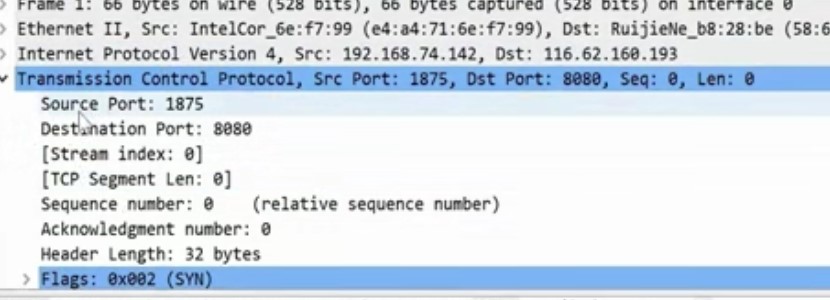 Frame 1: 66 bytes on wire (528 bits), 66 bytes captured (528 bits) on interface 0
Ethernet II, Src: IntelCor_6e:f7:99 (e4:a4:71:6e:f7:99), Dst: RuijieNe_b8:28:be (58:6
Internet Protocol Version 4, Src: 192.168.74.142, Dst: 116.62.160.193
Transmission Control Protocol, Src Port: 1875, Dst Port: 8080, Seq: 0, Len: 0
Source Port: 1875
Destination Port: 8080
[Stream index: 0]
[TCP Segment Len: 0]
Sequence number: 0 (relative sequence number)
Acknowledgment number: 0
Header Length: 32 bytes
Flags: 0x002 (SYN)